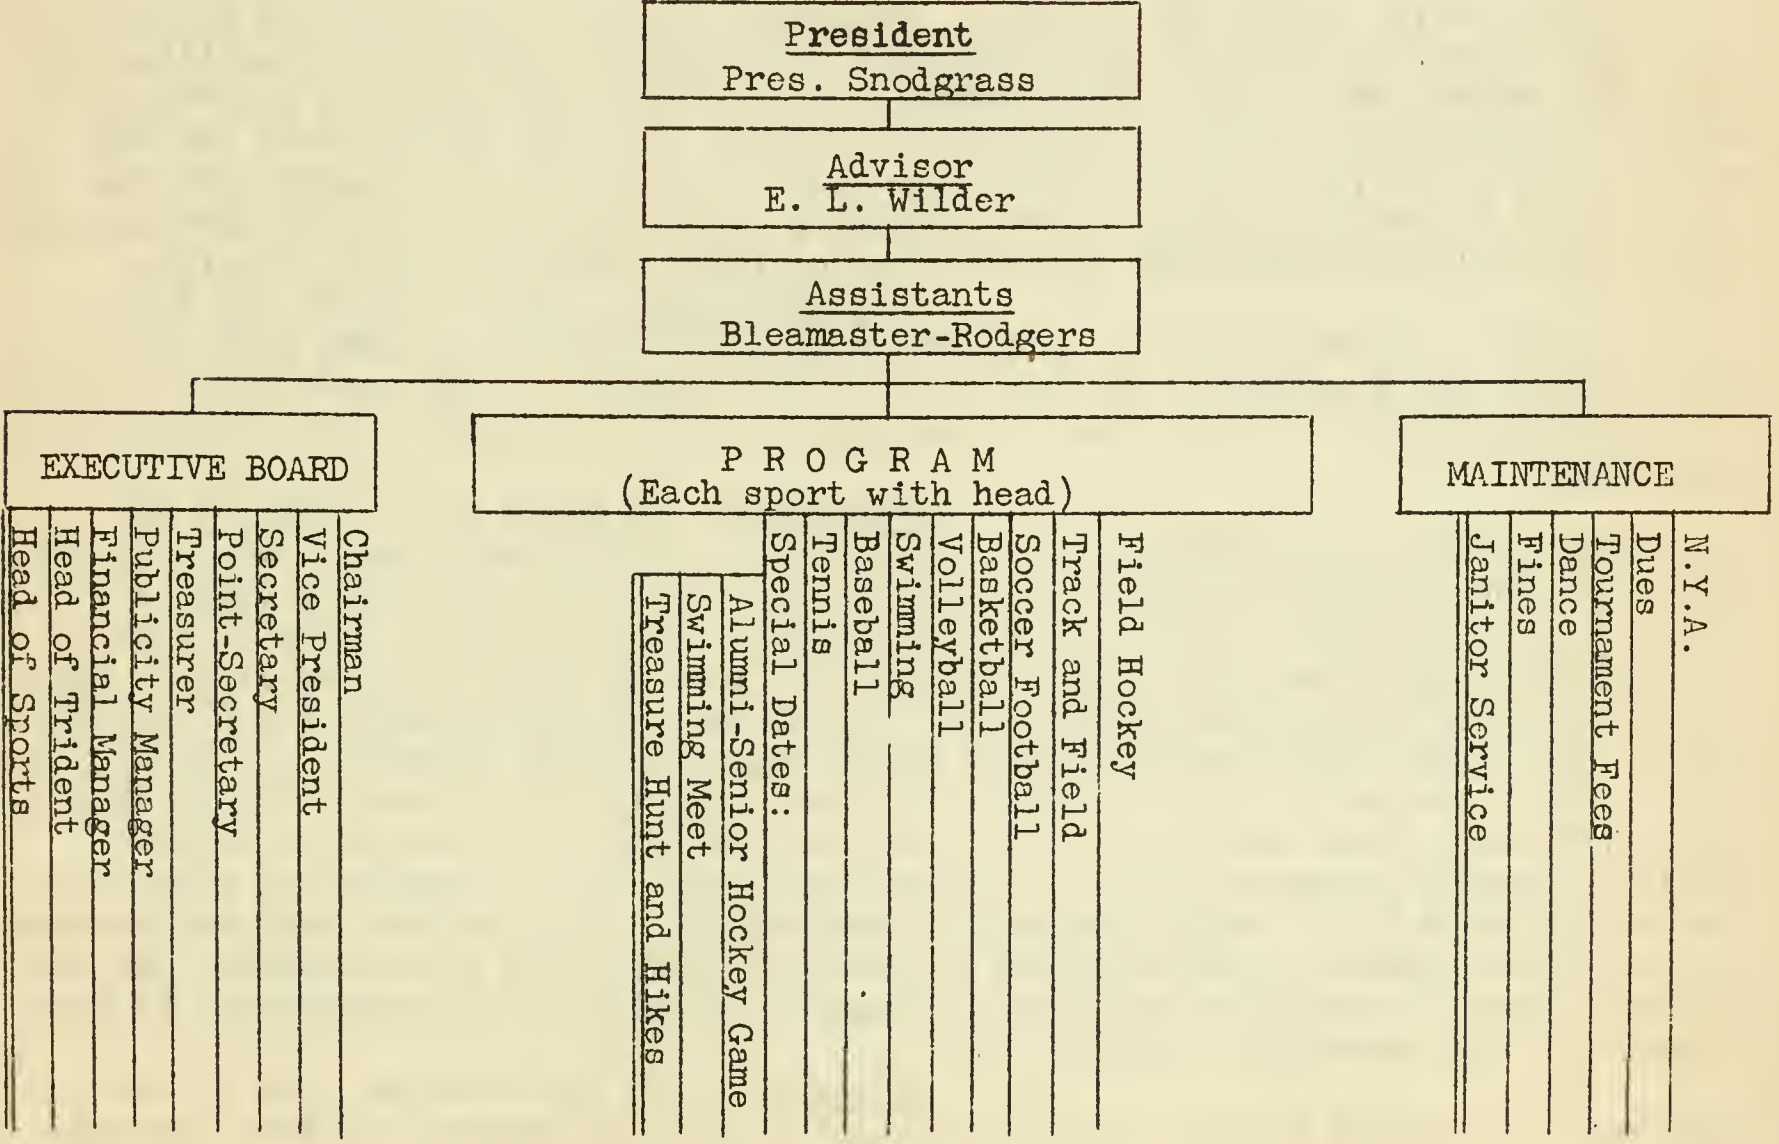 President
Pres. Snodgrass
Advisor
E. L. Wilder
Assistants
Bleamaster-Rodgers
EXECUTIVE BOARD
Chairman
Vice President
Secretary
Point-Secretary
Treasurer
Publicity Manager
Financial Manager
Head of Trident
Head of Sports
P R O G R A M
(Each sport with head)
Field Hockey
Track and Field
Soccer Football
Basketball
Volleyball
Swimming
Baseball
Tennis
Special Dates:
Alumni-Senior Hockey Game
Swimming Meet
Treasure Hunt and Hikes
MAINTENANCE
N.Y.A.
Dues
Tournament Fees
Dance
Fines
Janitor Service